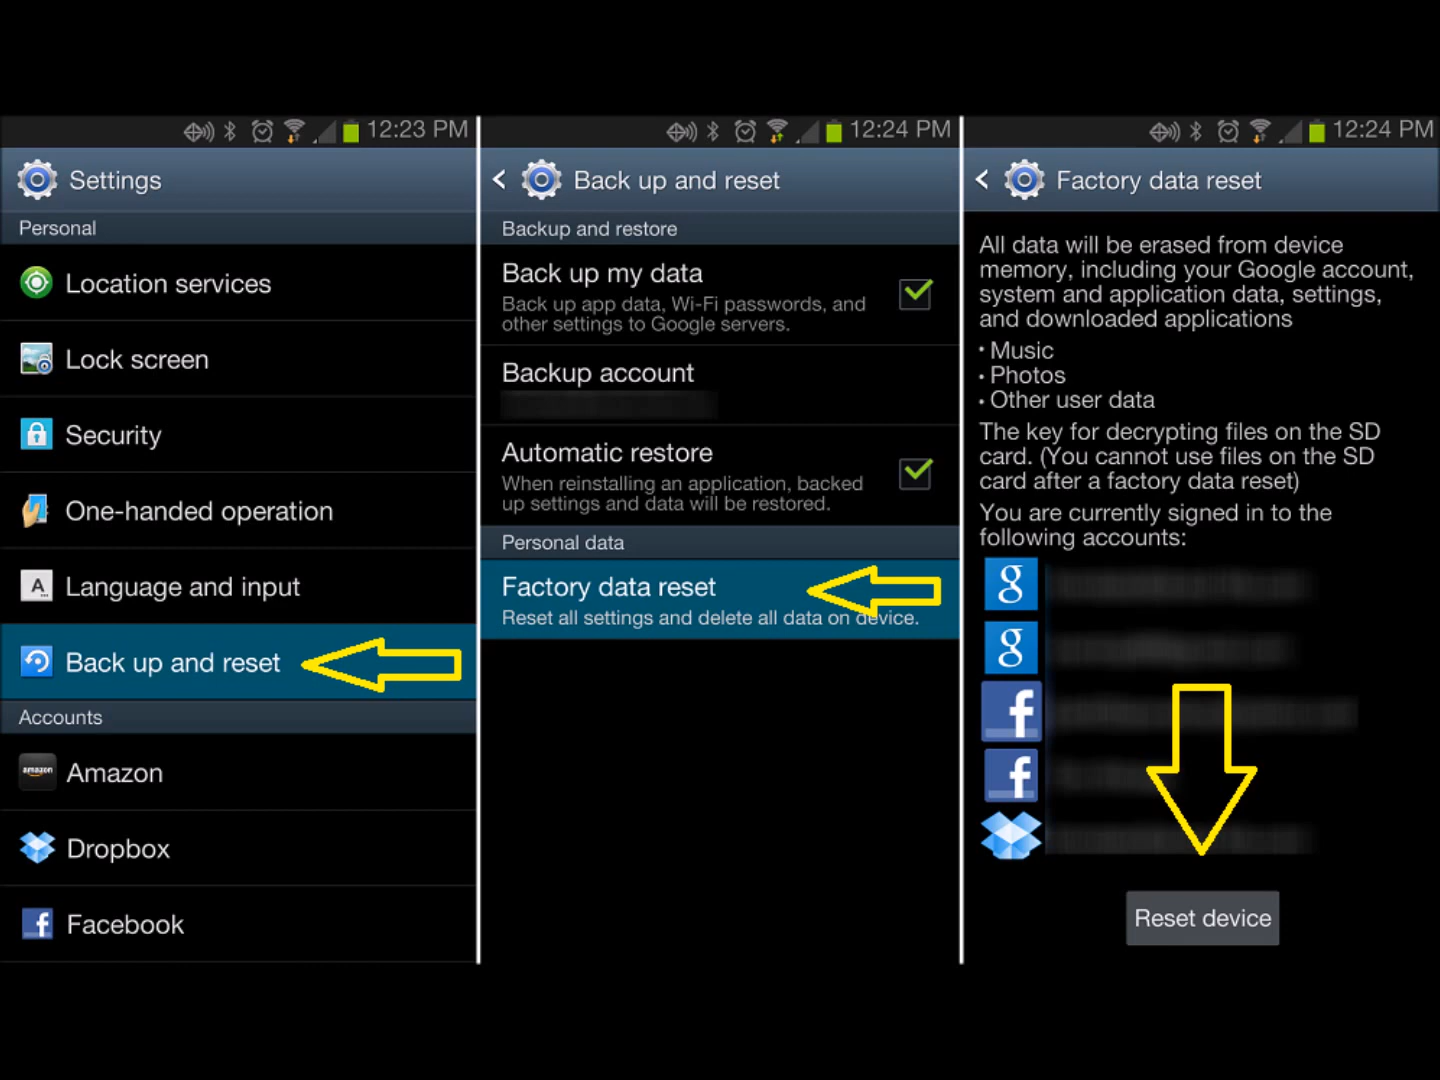 12:23 PM
Settings
Personal
Location services
Lock screen
Security
A
One-handed operation
Language and input
Back up and reset
Accounts
amazon
Amazon
Dropbox
f
Facebook
12:24 PM
Back up and reset
Backup and restore
Back up my data
Back up app data, Wi-Fi passwords, and
other settings to Google servers.
Backup account
Automatic restore
When reinstalling an application, backed
up settings and data will be restored.
Personal data
Factory data reset
Reset all settings and delete all data on device.
12:24 PM
Factory data reset
All data will be erased from device
memory, including your Google account,
system and application data, settings,
and downloaded applications
• Music
• Photos
• Other user data
The key for decrypting files on the SD
card. (You cannot use files on the SD
card after a factory data reset)
You are currently signed in to the
following accounts:
g
g
f
f
Reset device